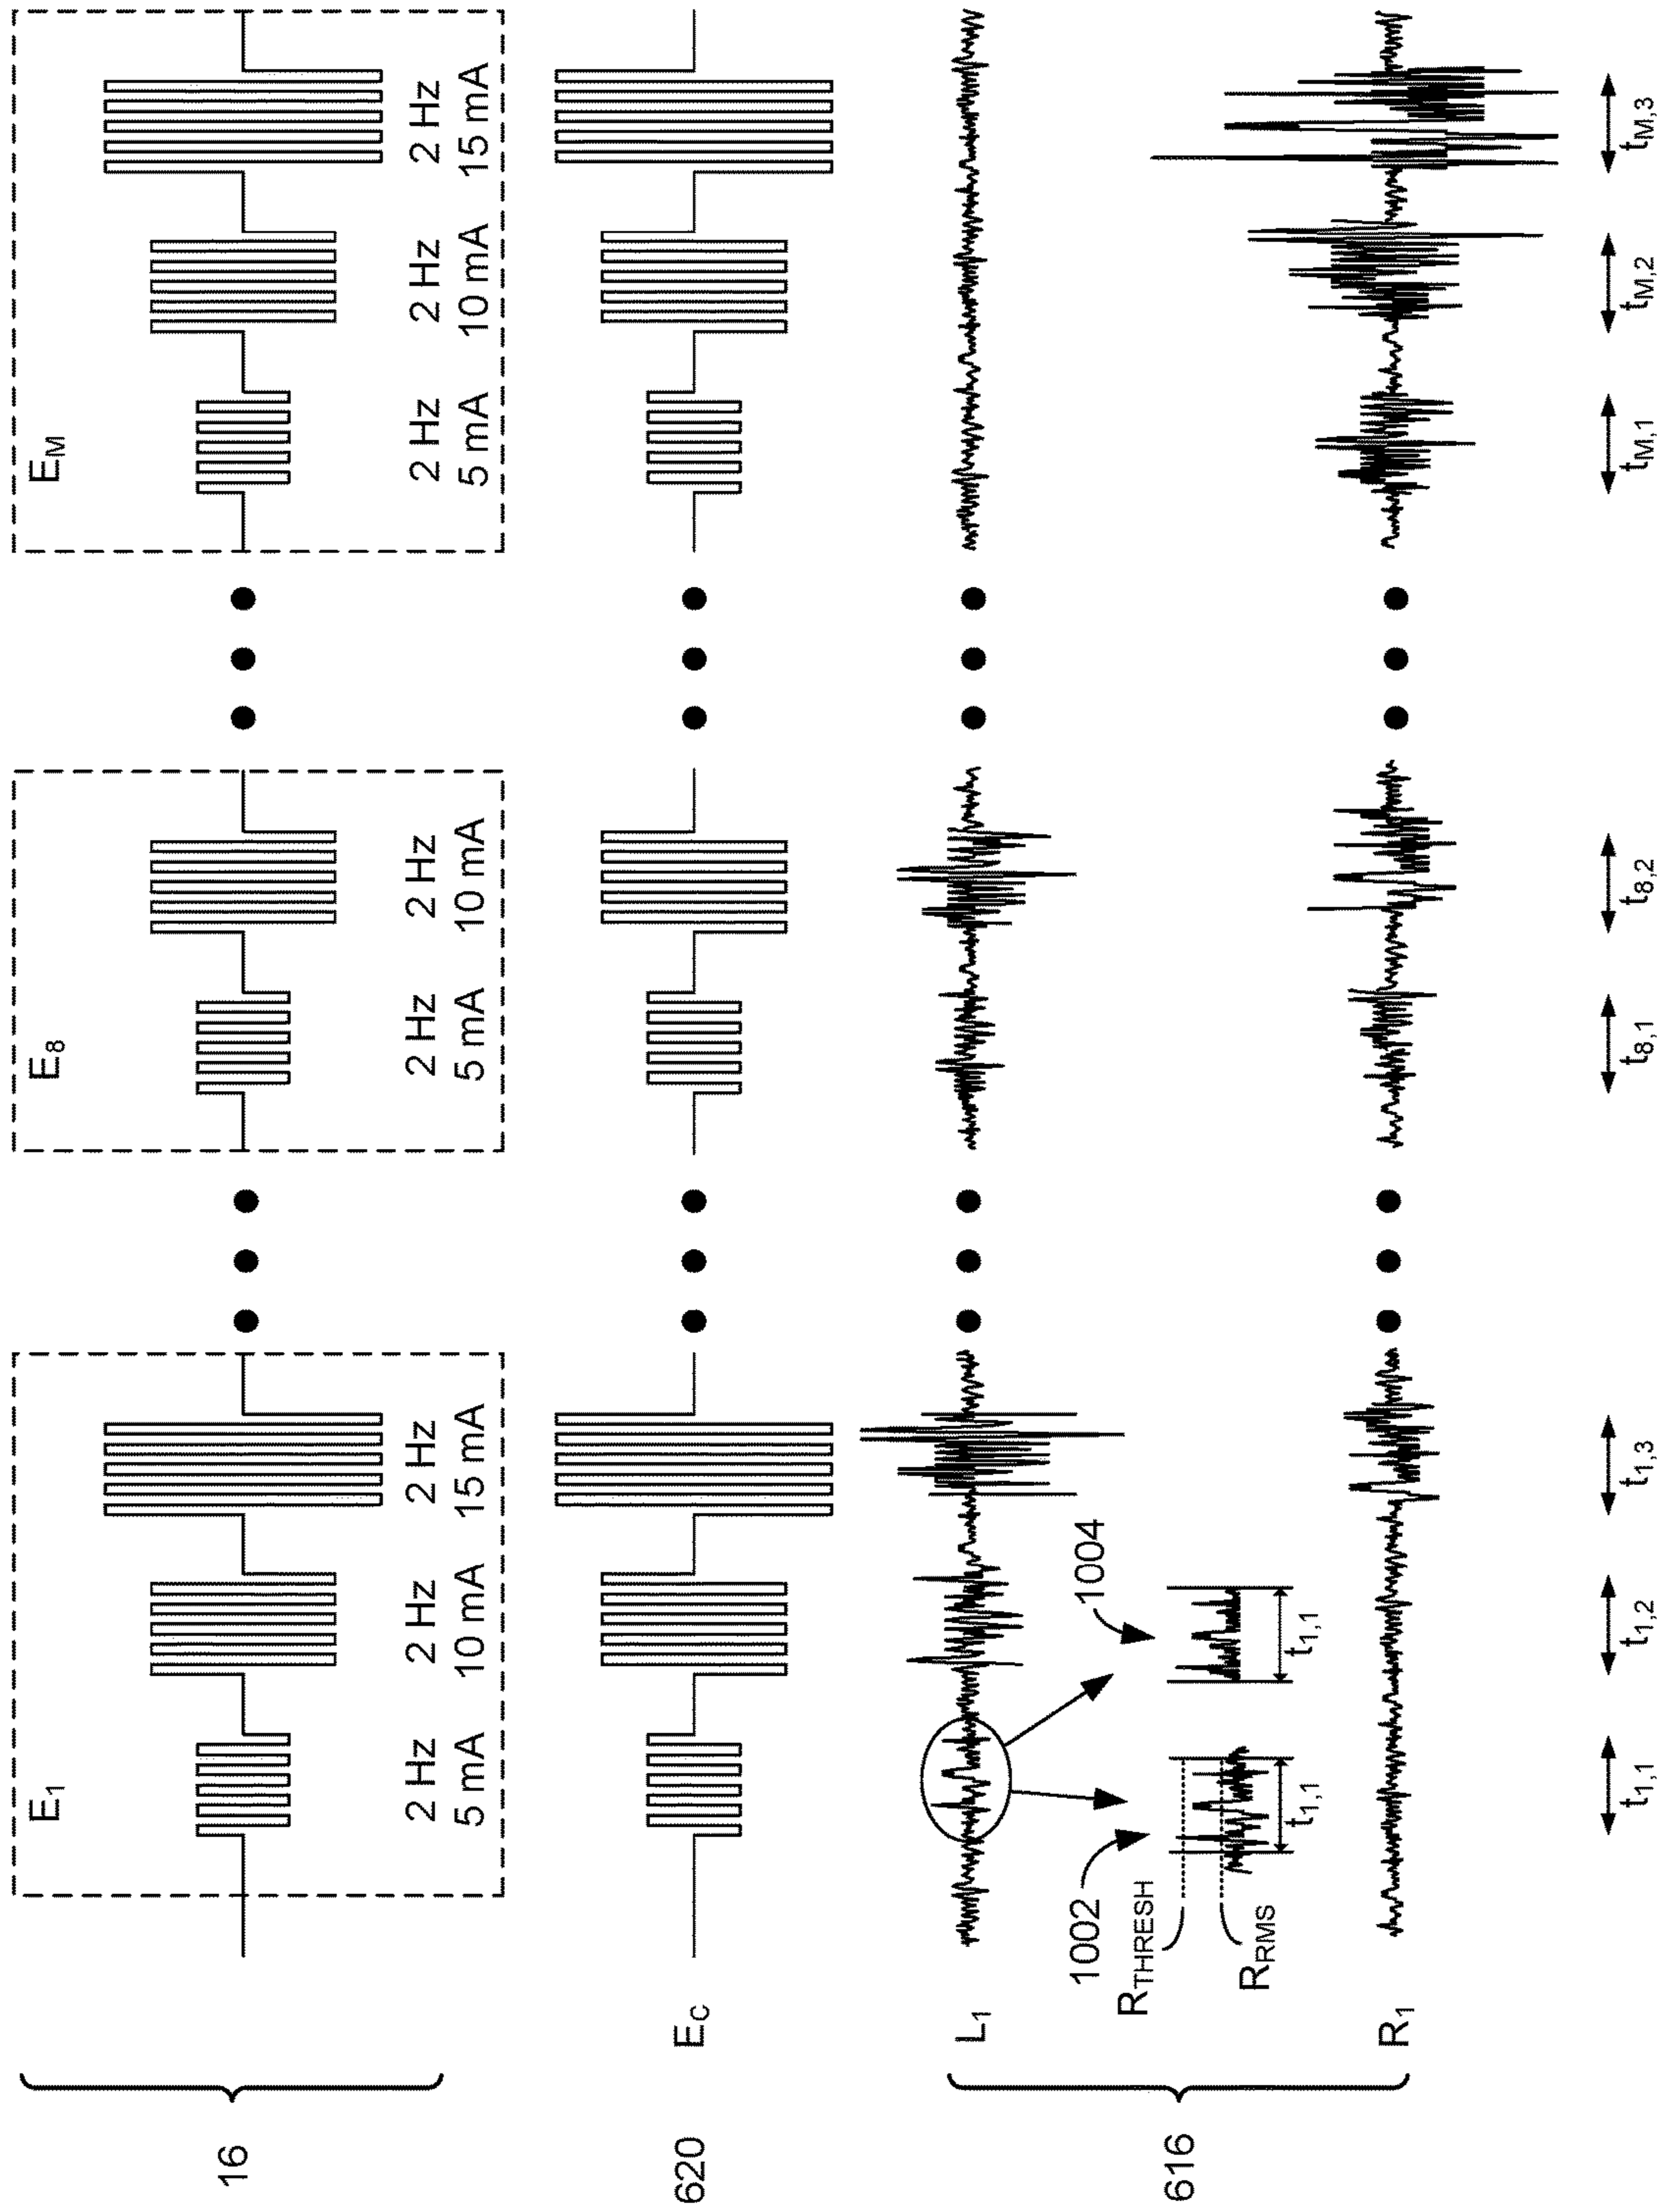 16
E1
2 Hz
5 mA
2 Hz
10 mA
2 Hz
15 mA
E8
2 Hz
5 mA
2 Hz
10 mA
EM
2 Hz
5 mA
2 Hz
10 mA
2 Hz
15 mA
620
EC
616
L1
1002
RTHRESH
RRMS
t1,1
1004
t1,1
R1
t1,1
t1,2
t1,3
t8,1
t8,2
tM,1
tM,2
tM,3